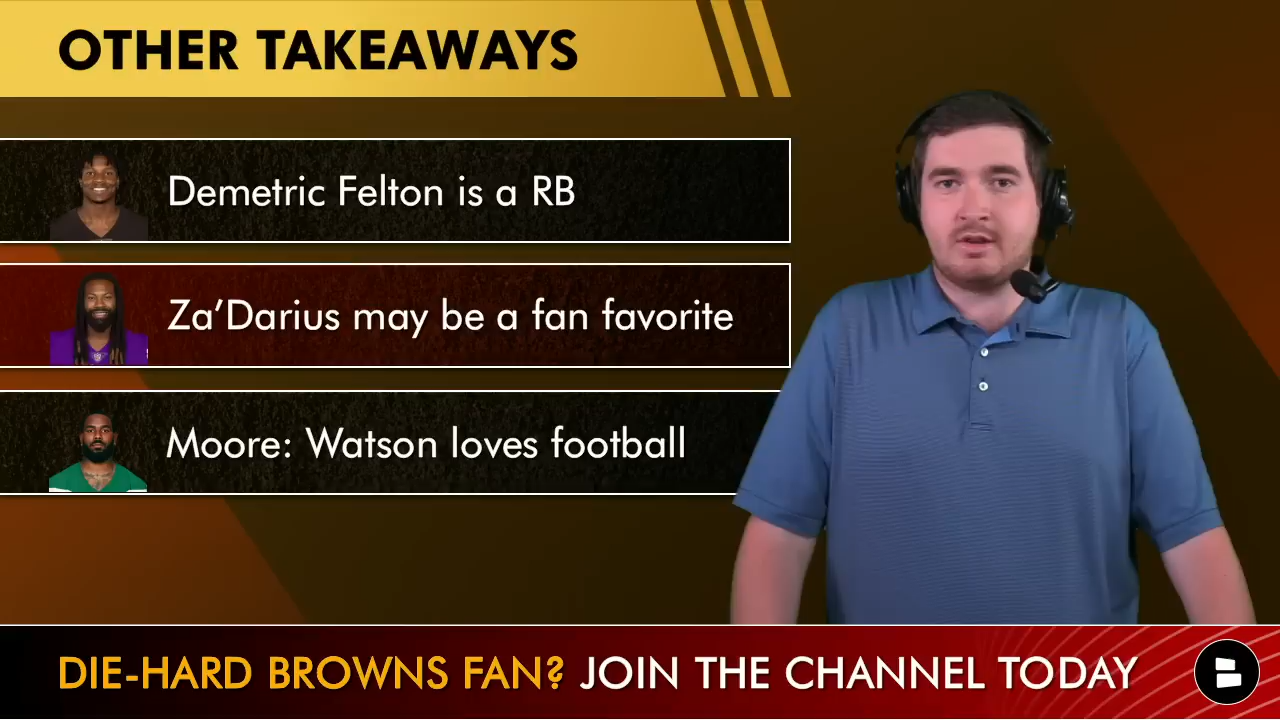 OTHER TAKEAWAYS
Demetric Felton is a RB
Za’Darius may be a fan favorite
Moore: Watson loves football
DIE-HARD BROWNS FAN? JOIN THE CHANNEL TODAY